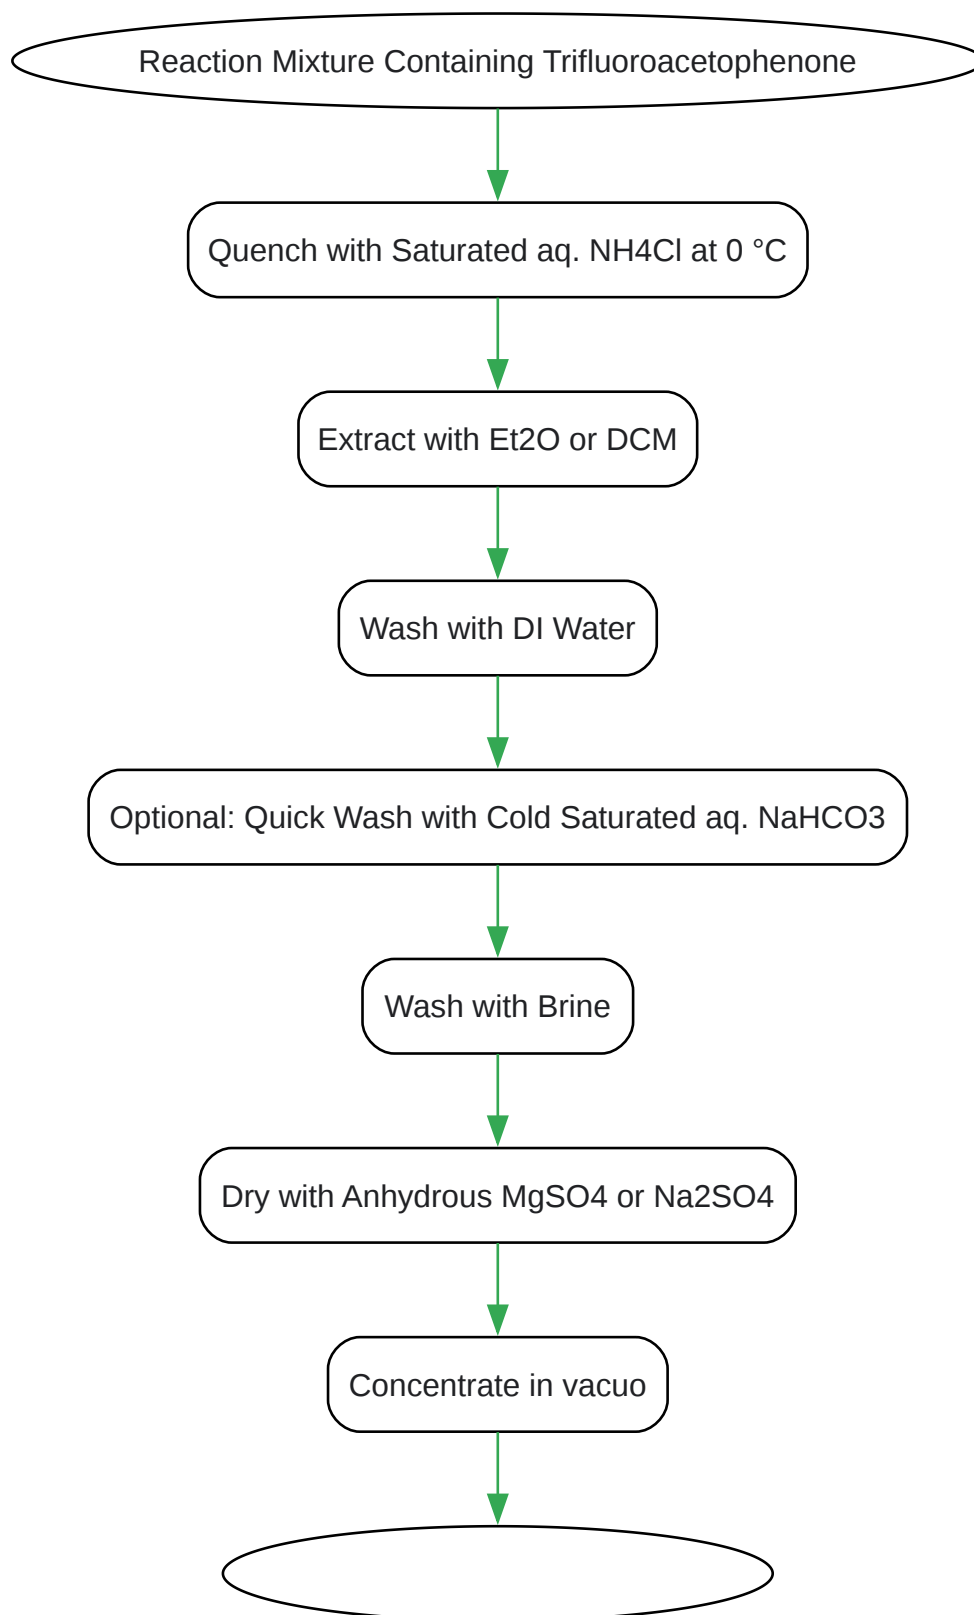 Reaction Mixture Containing Trifluoroacetophenone
Quench with Saturated aq. NH4Cl at 0 °C
Extract with Et2O or DCM
Wash with DI Water
Optional: Quick Wash with Cold Saturated aq. NaHCO3
Wash with Brine
Dry with Anhydrous MgSO4 or Na2SO4
Concentrate in vacuo